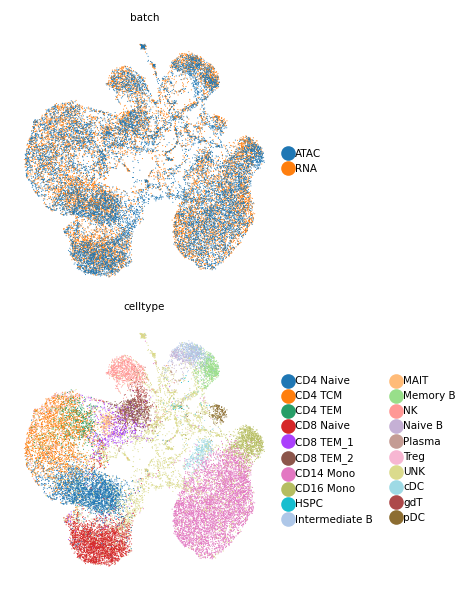 batch
ATAC
RNA
celltype
CD4 Naive
CD4 TCM
CD4 TEM
CD8 Naive
CD8 TEM_1
CD8 TEM_2
CD14 Mono
CD16 Mono
HSPC
Intermediate B
MAIT
Memory B
NK
Naive B
Plasma
Treg
UNK
cDC
gdT
pDC